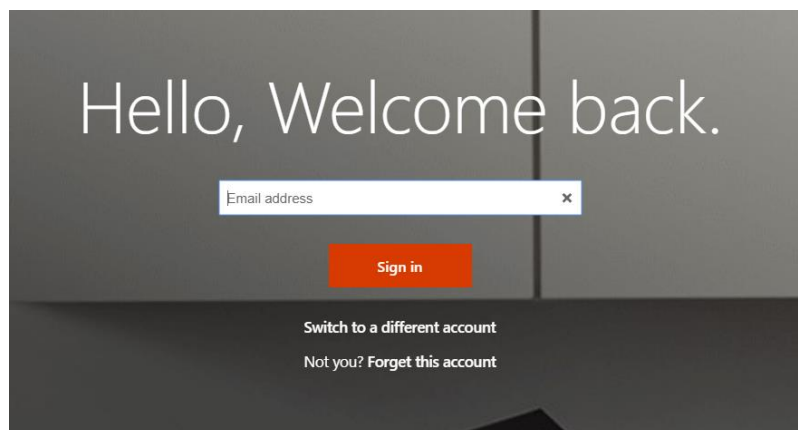 Hello, Welcome back.
Email address
Sign in
Switch to a different account
Not you? Forget this account